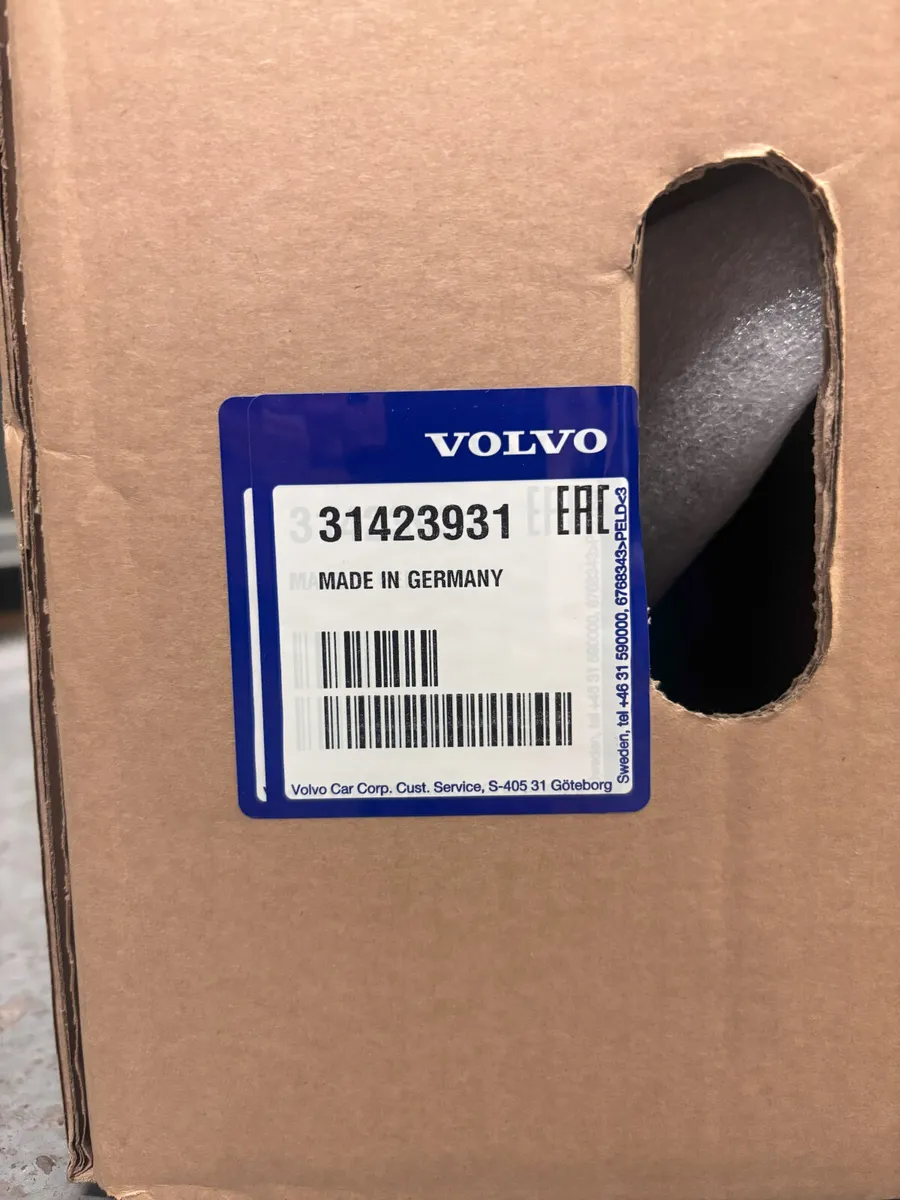 VOLVO
31423931 EAC
MADE IN GERMANY
Volvo Car Corp. Cust. Service, S-405 31 Göteborg
Sweden, tel +46 31 590000, 6768343>PELD<3